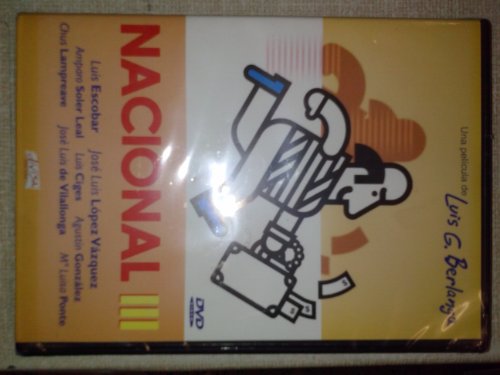 Una película de
Luis G. Berlanga
DVD
NACIONAL III
Luis Escobar José Luis López Vázquez
Amparo Soler Leal Luis Ciges Agustín González
Chus Lampreave José Luis de Vilallonga Mª Luisa Ponte